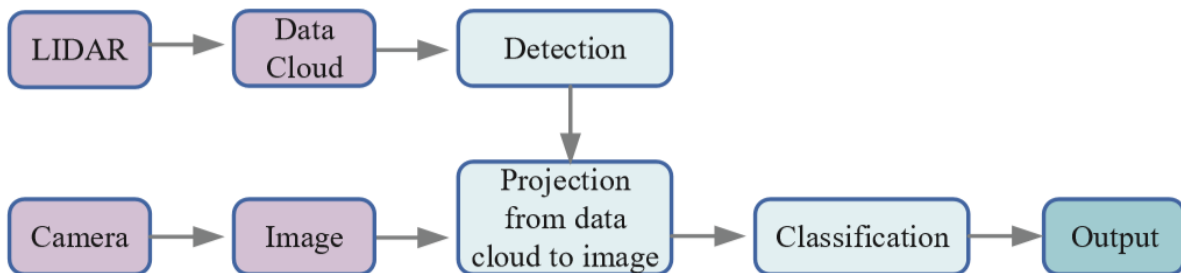 LIDAR
Data
Cloud
Detection
Camera
Image
Projection
from data
cloud to image
Classification
Output